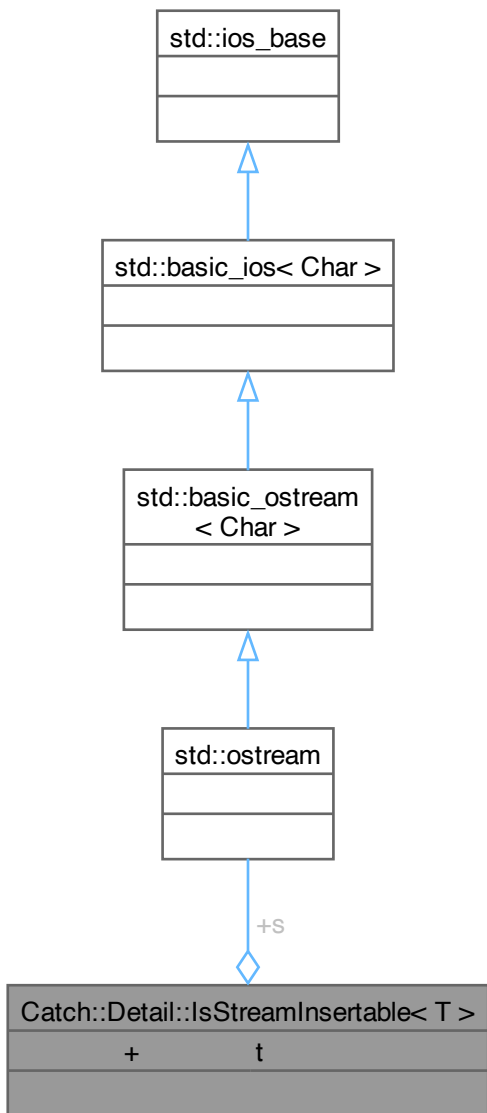 std::ios_base
std::basic_ios< Char >
std::basic_ostream
< Char >
std::ostream
+s
Catch::Detail::IsStreamInsertable< T >
+ t